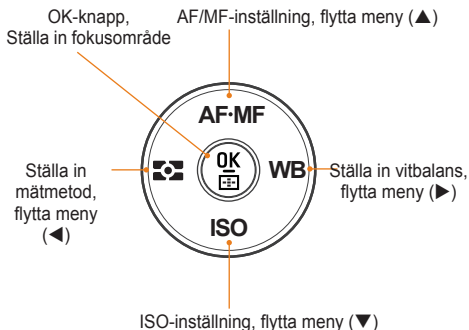 OK-knapp,
Ställa in fokusområde
AF/MF-inställning, flytta meny (▲)
AF·MF
Ställa in
mätmetod,
flytta meny
(◀)
OK
WB
Ställa in vitbalans,
flytta meny (▶)
ISO
ISO-inställning, flytta meny (▼)